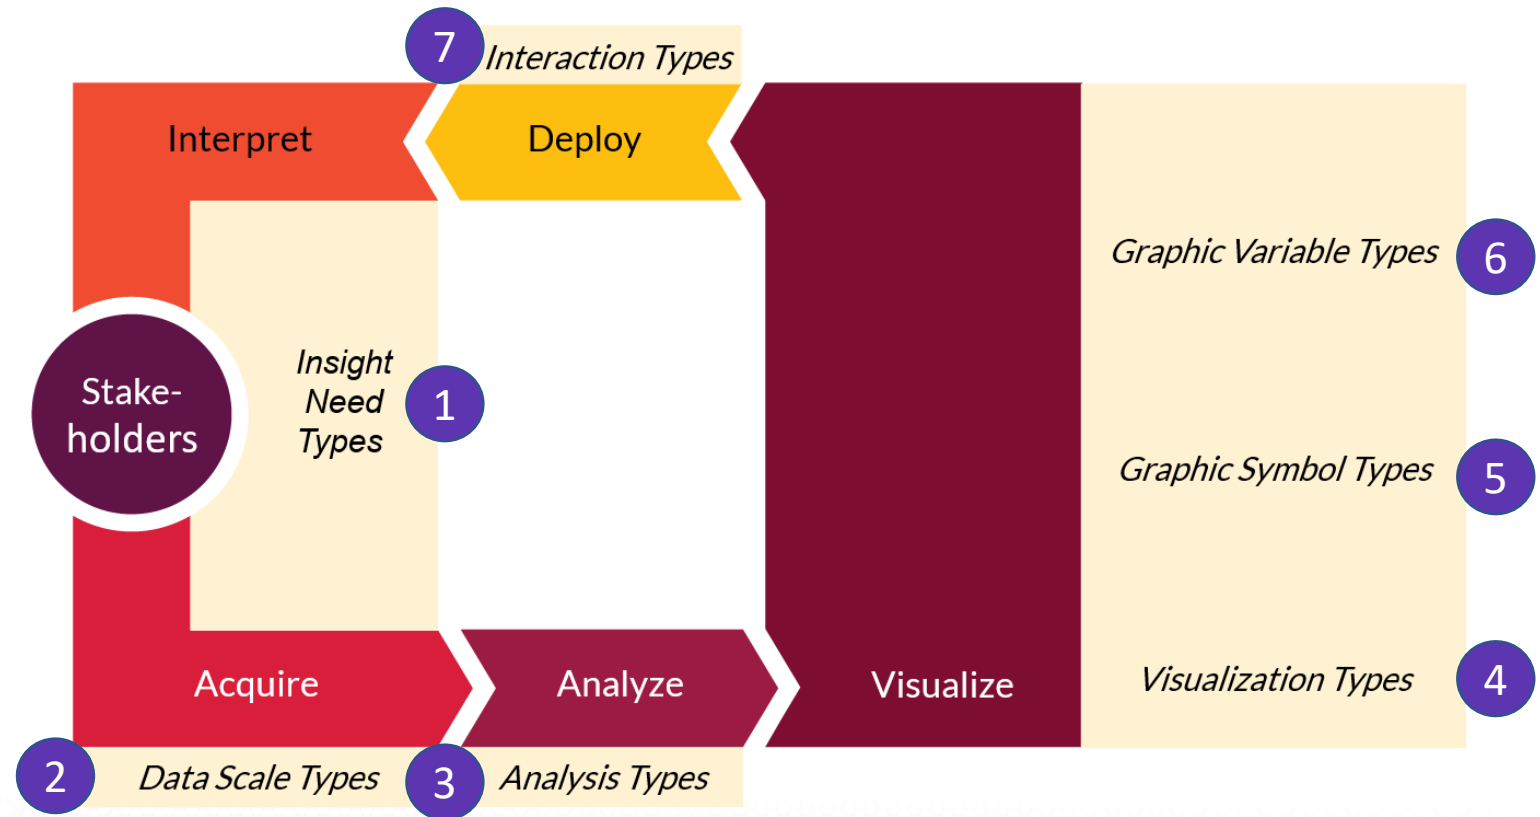 7
Interaction Types
Interpret
Deploy
Graphic Variable Types
6
Insight
Need
Types
1
Stake-
holders
Graphic Symbol Types
5
Acquire
Analyze
Visualize
Visualization Types
4
2
Data Scale Types
3
Analysis Types